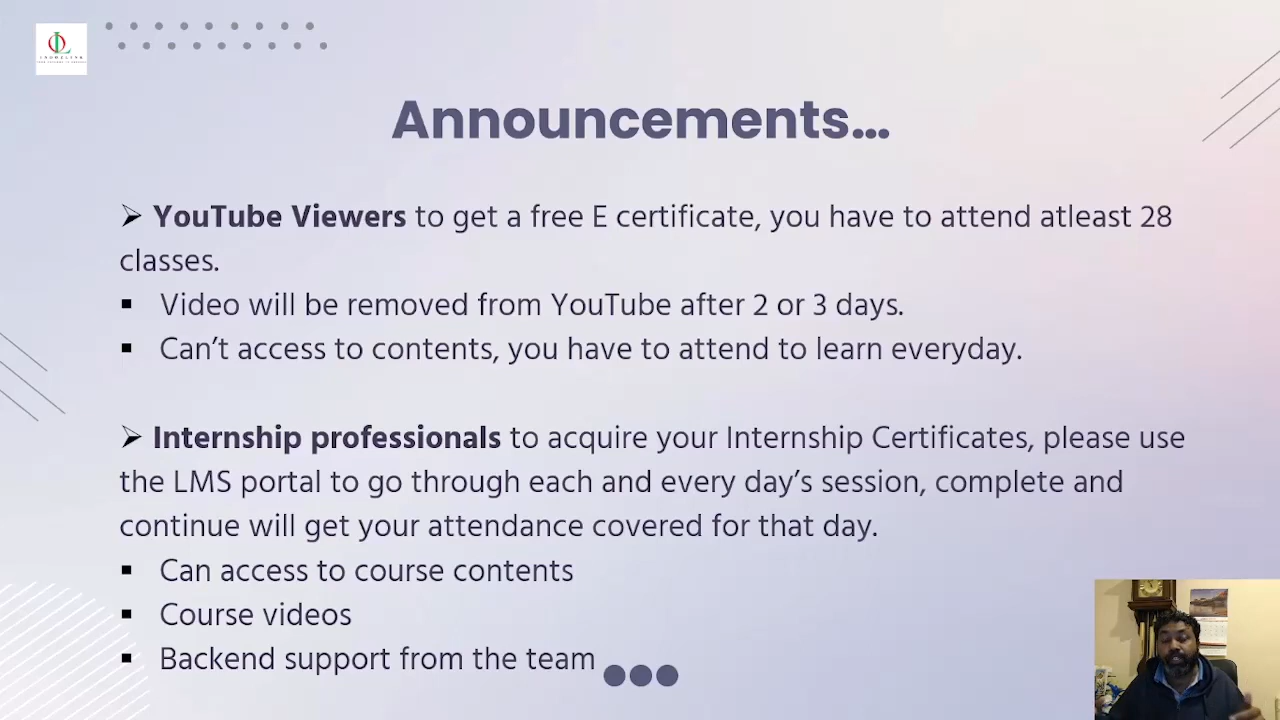 Announcements...
➢ YouTube Viewers to get a free E certificate, you have to attend atleast 28
classes.
▪ Video will be removed from YouTube after 2 or 3 days.
▪ Can't access to contents, you have to attend to learn everyday.
➢ Internship professionals to acquire your Internship Certificates, please use
the LMS portal to go through each and every day's session, complete and
continue will get your attendance covered for that day.
▪ Can access to course contents
▪ Course videos
▪ Backend support from the team